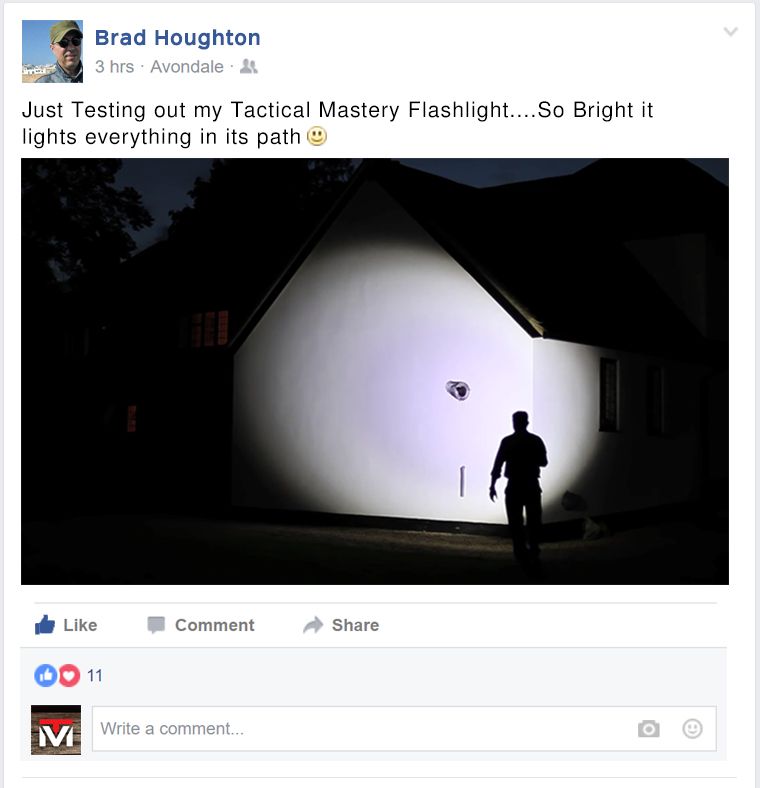 Brad Houghton
3 hrs · Avondale ·
Just Testing out my Tactical Mastery Flashlight....So Bright it
lights everything in its path
Like Comment Share
11
TM
Write a comment...